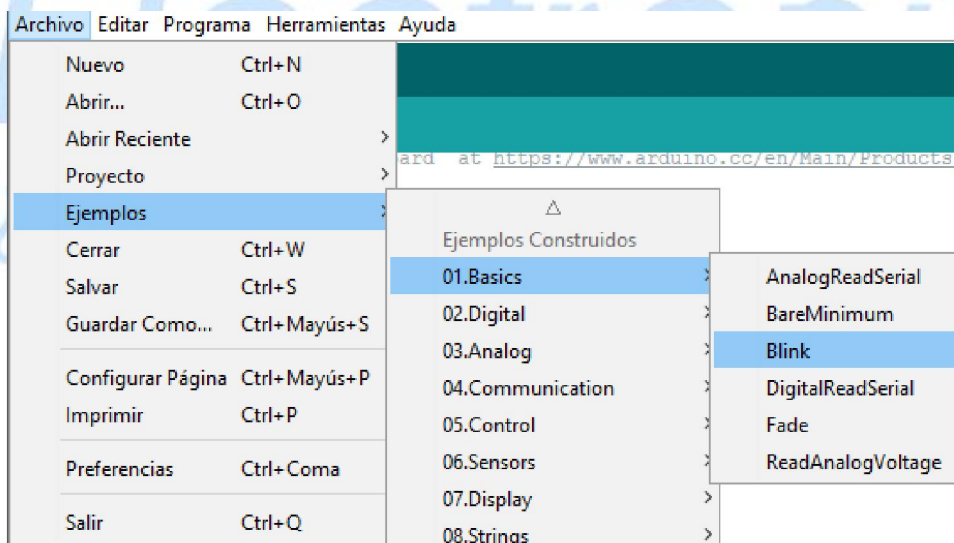 Archivo Editar Programa Herramientas Ayuda
Nuevo Ctrl+N
Abrir... Ctrl+O
Abrir Reciente
Proyecto
Ejemplos
Cerrar Ctrl+W
Salvar Ctrl+S
Guardar Como... Ctrl+Mayús+S
Configurar Página Ctrl+Mayús+P
Imprimir Ctrl+P
Preferencias Ctrl+Coma
Salir Ctrl+Q
ard at https://www.arduino.cc/en/Main/Products
Ejemplos Construidos
01.Basics
02.Digital
03.Analog
04.Communication
05.Control
06.Sensors
07.Display
08.Strings
AnalogReadSerial
BareMinimum
Blink
DigitalReadSerial
Fade
ReadAnalogVoltage